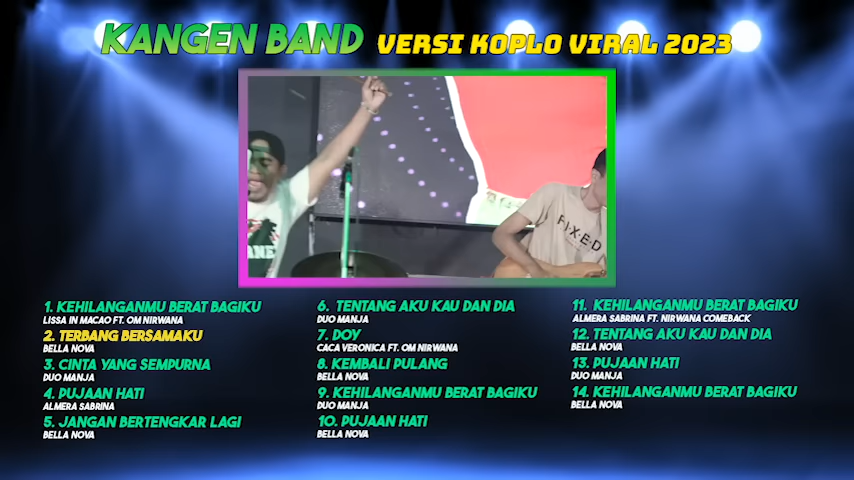 KANGEN BAND VERSI KOPLO VIRAL 2023
FIXED
1. KEHILANGANMU BERAT BAGIKU
LISSA IN MACAO FT. OM NIRWANA
2. TERBANG BERSAMAKU
BELLA NOVA
3. CINTA YANG SEMPURNA
DUO MANJA
4. PUJAAN HATI
ALMERA SABRINA
5. JANGAN BERTENGKAR LAGI
BELLA NOVA
6. TENTANG AKU KAU DAN DIA
DUO MANJA
7. DOY
CACA VERONICA FT. OM NIRWANA
8. KEMBALI PULANG
BELLA NOVA
9. KEHILANGANMU BERAT BAGIKU
DUO MANJA
10. PUJAAN HATI
BELLA NOVA
11. KEHILANGANMU BERAT BAGIKU
ALMERA SABRINA FT. NIRWANA COMEBACK
12. TENTANG AKU KAU DAN DIA
BELLA NOVA
13. PUJAAN HATI
DUO MANJA
14. KEHILANGANMU BERAT BAGIKU
BELLA NOVA